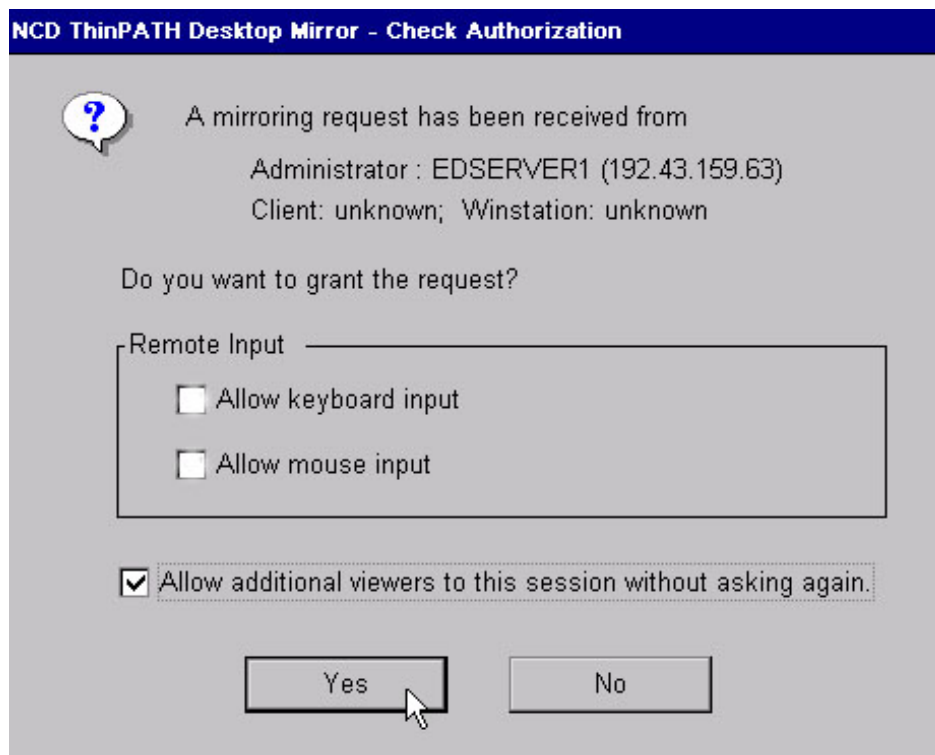 NCD ThinPATH Desktop Mirror - Check Authorization
?
A mirroring request has been received from
Administrator : EDSERVER1 (192.43.159.63)
Client: unknown; Winstation: unknown
Do you want to grant the request?
Remote Input
Allow keyboard input
Allow mouse input
Allow additional viewers to this session without asking again.
Yes
No